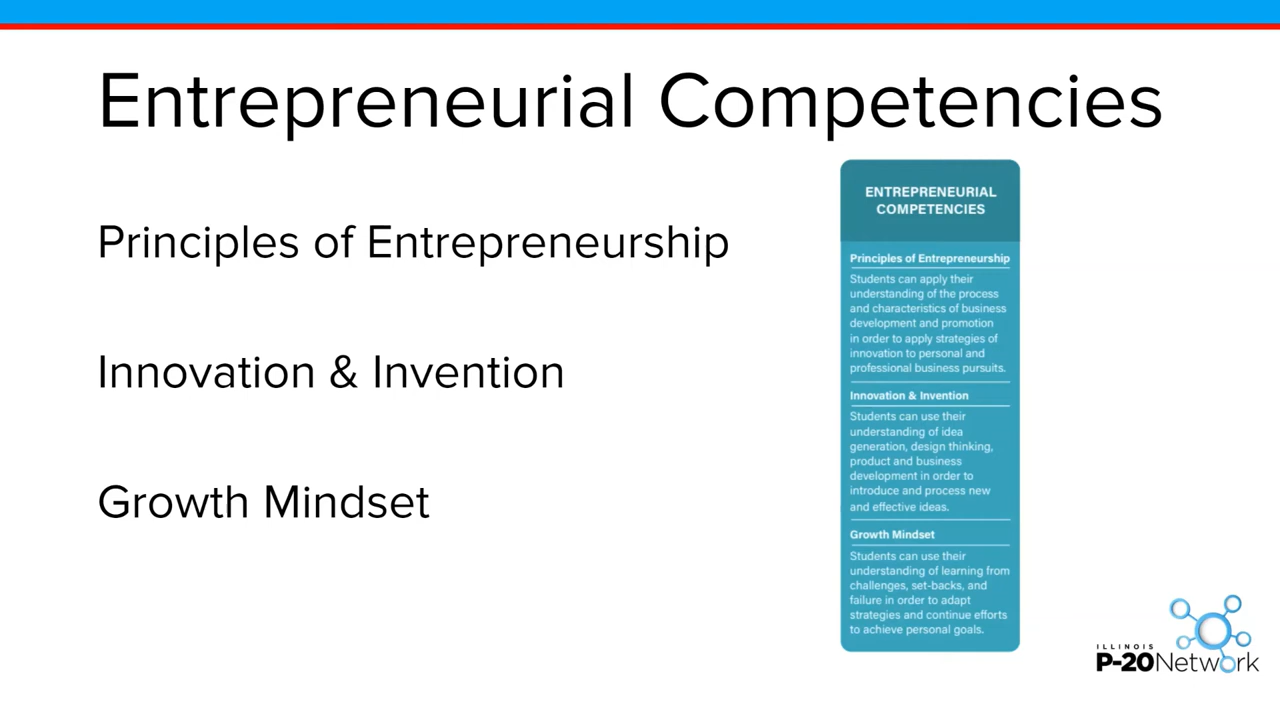 Entrepreneurial Competencies
Principles of Entrepreneurship
Innovation & Invention
Growth Mindset
ENTREPRENEURIAL
COMPETENCIES
Principles of Entrepreneurship
Students can apply their
understanding of the process
and characteristics of business
development and promotion
in order to apply strategies of
innovation to personal and
professional business pursuits.
Innovation & Invention
Students can use their
understanding of idea
generation, design thinking,
product and business
development in order to
introduce and process new
and effective ideas.
Growth Mindset
Students can use their
understanding of learning from
challenges, set-backs, and
failure in order to adapt
strategies and continue efforts
to achieve personal goals.
ILLINOIS
P-20 Network